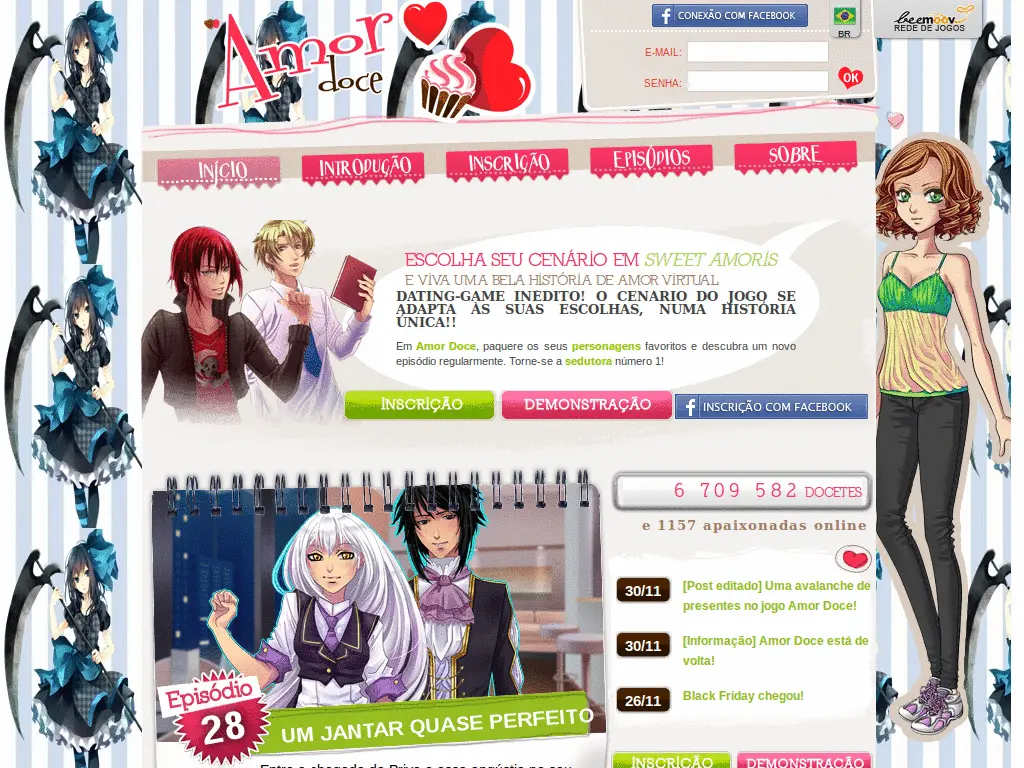 Amor
doce
CONEXÃO COM FACEBOOK
BR
beemoov
REDE DE JOGOS
E-MAIL:
SENHA:
OK
INÍCIO
INTRODUÇÃO
INSCRIÇÃO
EPISÓDIOS
SOBRE
ESCOLHA SEU CENÁRIO EM SWEET AMORIS
E VIVA UMA BELA HISTÓRIA DE AMOR VIRTUAL
DATING-GAME INEDITO! O CENARIO DO JOGO SE
ADAPTA ÀS SUAS ESCOLHAS, NUMA HISTÓRIA
ÚNICA!!
Em Amor Doce, paquere os seus personagens favoritos e descubra um novo
episódio regularmente. Torne-se a sedutora número 1!
INSCRIÇÃO
DEMONSTRAÇÃO
INSCRIÇÃO COM FACEBOOK
6 709 582 DOCETES
e 1157 apaixonadas online
30/11
[Post editado] Uma avalanche de
presentes no jogo Amor Doce!
30/11
[Informação] Amor Doce está de
volta!
26/11
Black Friday chegou!
Episódio
28
UM JANTAR QUASE PERFEITO
INSCRIÇÃO
DEMONSTRAÇÃO